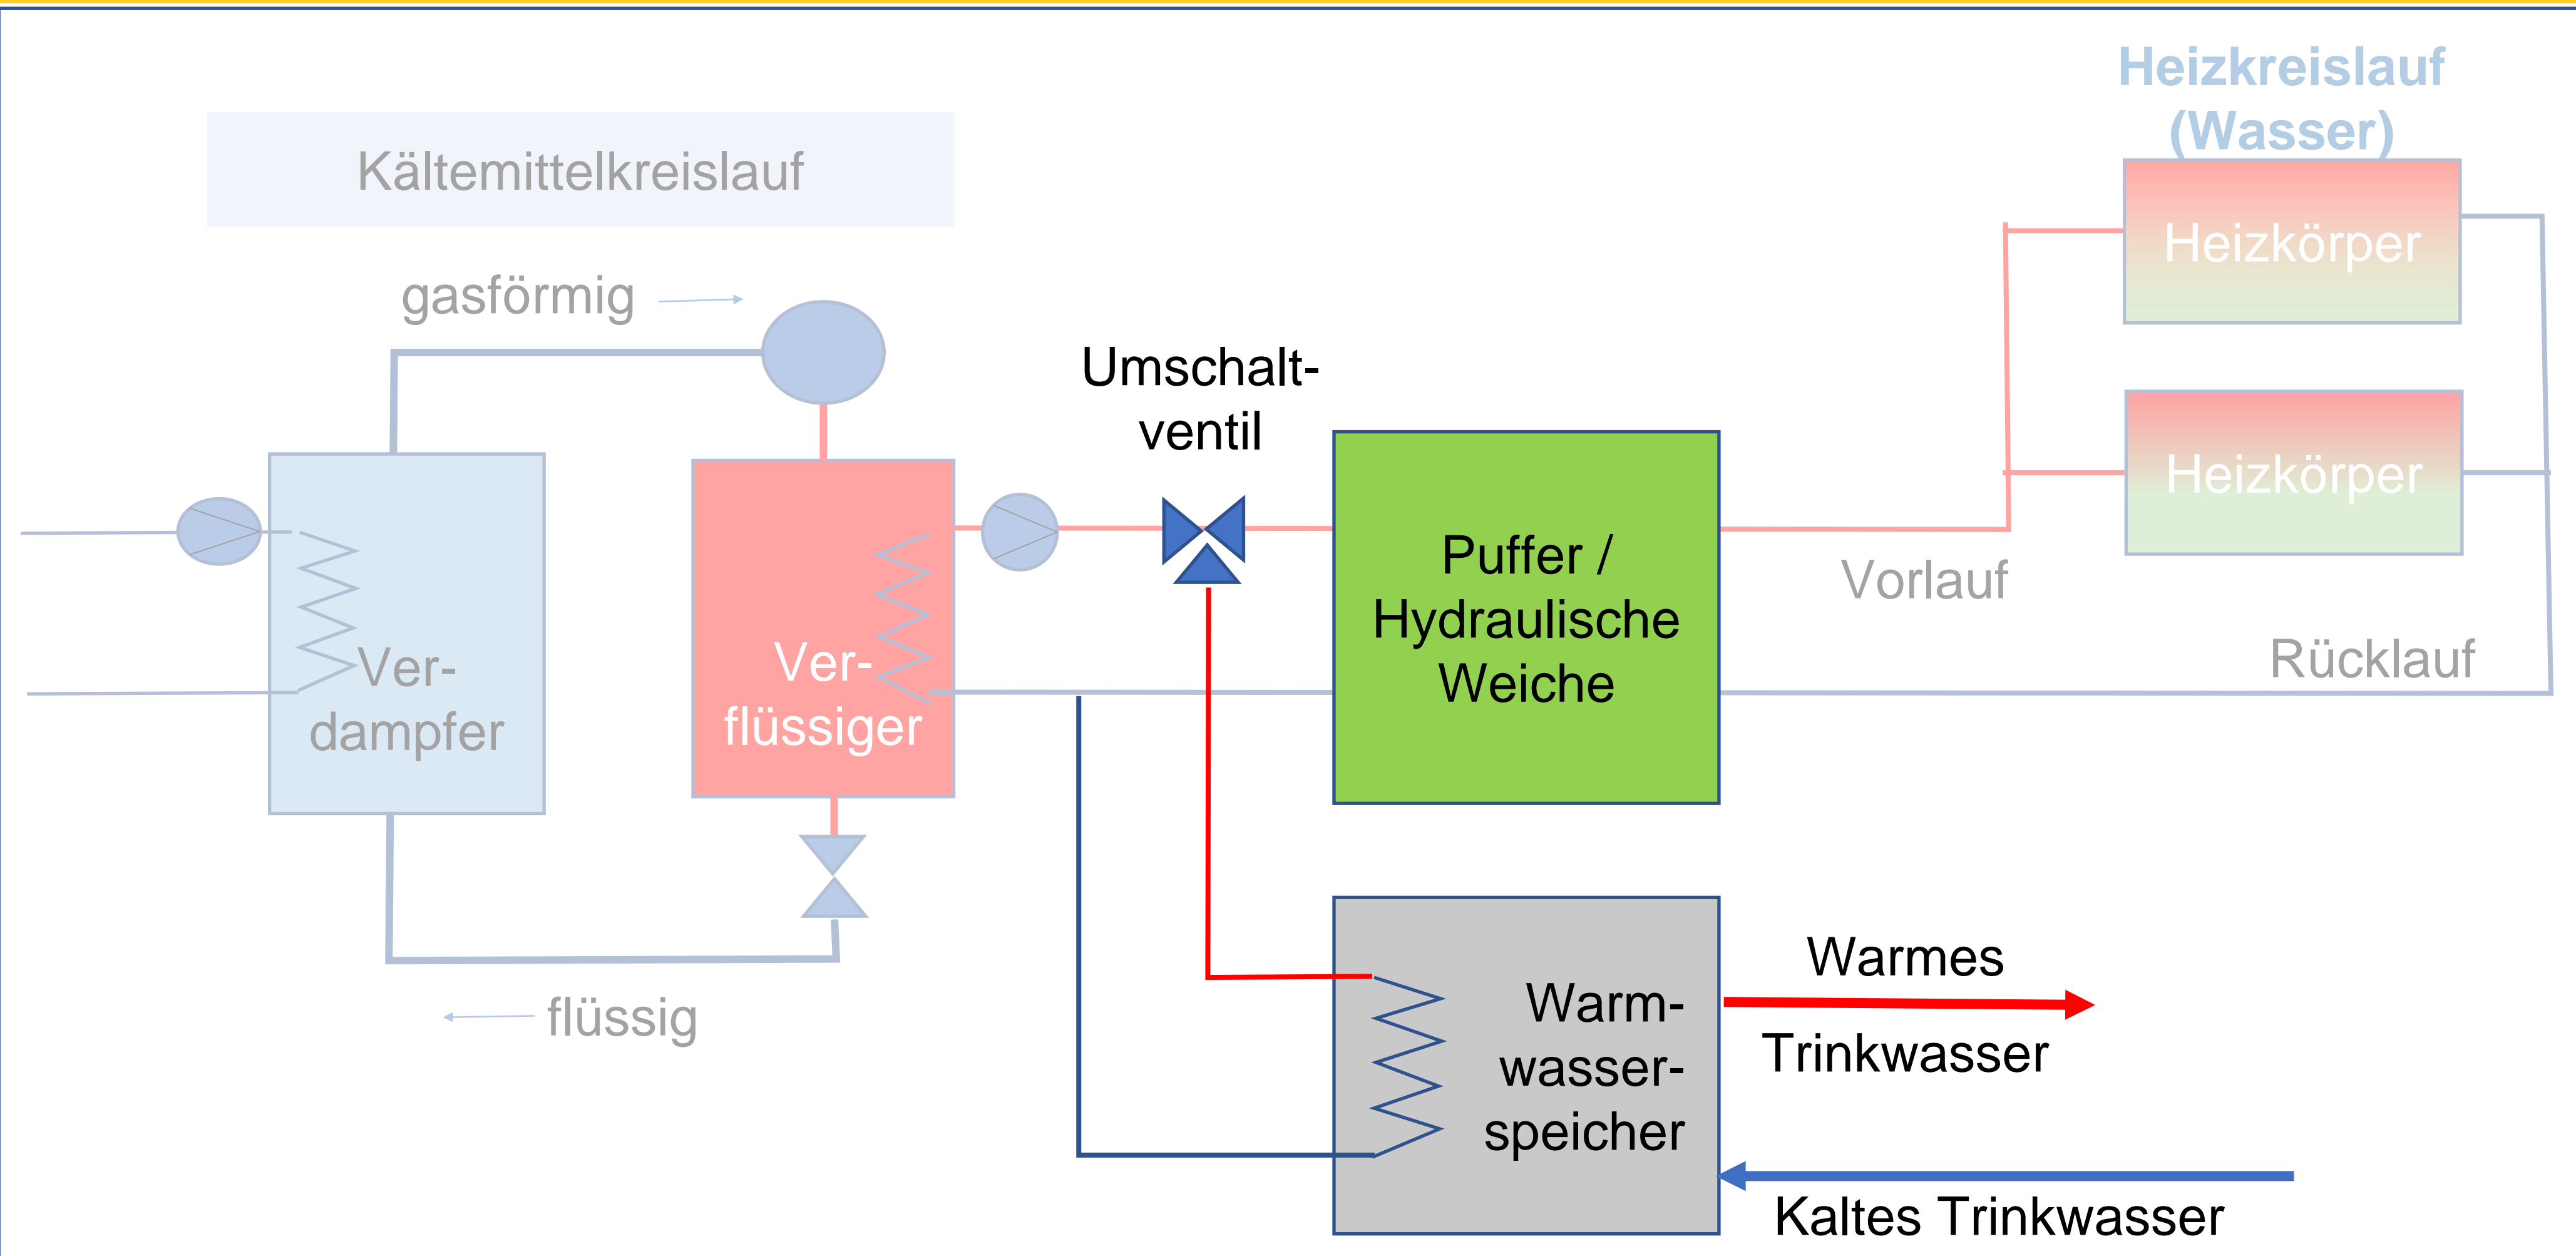 Heizkreislauf
(Wasser)
Kältemittelkreislauf
gasförmig
Heizkörper
Umschalt-
ventil
Heizkörper
Puffer /
Hydraulische
Weiche
Vorlauf
Rücklauf
Ver-
dampfer
Ver-
flüssiger
flüssig
Warm-
wasser-
speicher
Warmes
Trinkwasser
Kaltes Trinkwasser